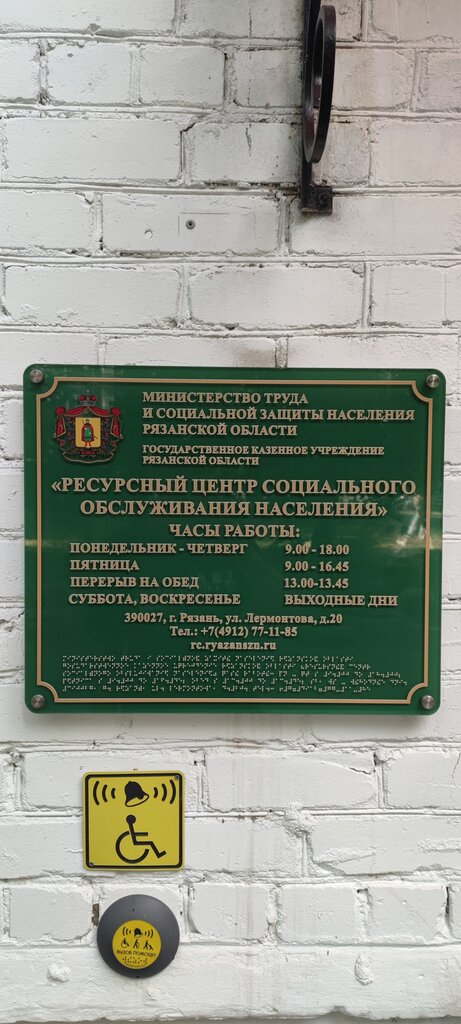 МИНИСТЕРСТВО ТРУДА
И СОЦИАЛЬНОЙ ЗАЩИТЫ НАСЕЛЕНИЯ
РЯЗАНСКОЙ ОБЛАСТИ
ГОСУДАРСТВЕННОЕ КАЗЕННОЕ УЧРЕЖДЕНИЕ
РЯЗАНСКОЙ ОБЛАСТИ
«РЕСУРСНЫЙ ЦЕНТР СОЦИАЛЬНОГО
ОБСЛУЖИВАНИЯ НАСЕЛЕНИЯ»
ЧАСЫ РАБОТЫ:
ПОНЕДЕЛЬНИК - ЧЕТВЕРГ 9.00 - 18.00
ПЯТНИЦА 9.00 - 16.45
ПЕРЕРЫВ НА ОБЕД 13.00-13.45
СУББОТА, ВОСКРЕСЕНЬЕ ВЫХОДНЫЕ ДНИ
390027, г. Рязань, ул. Лермонтова, д.20
Тел.: +7(4912) 77-11-85
rc.ryazanszn.ru
ВЫЗОВ ПОМОЩИ